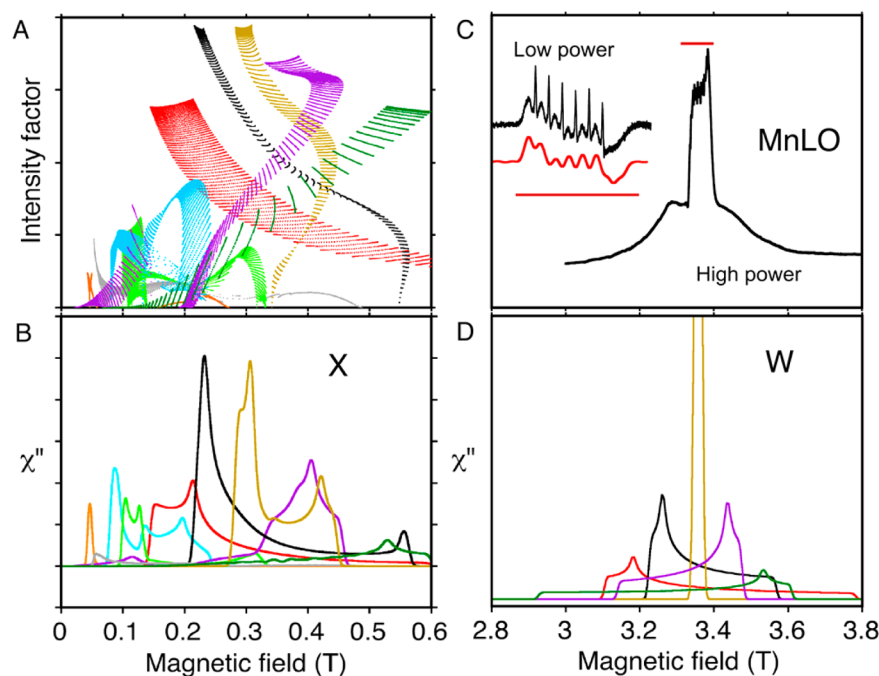 A
Intensity factor
B
X
χ"
0
0.1
0.2
0.3
0.4
0.5
0.6
Magnetic field (T)
C
Low power
MnLO
High power
D
W
χ"
2.8
3
3.2
3.4
3.6
3.8
Magnetic field (T)